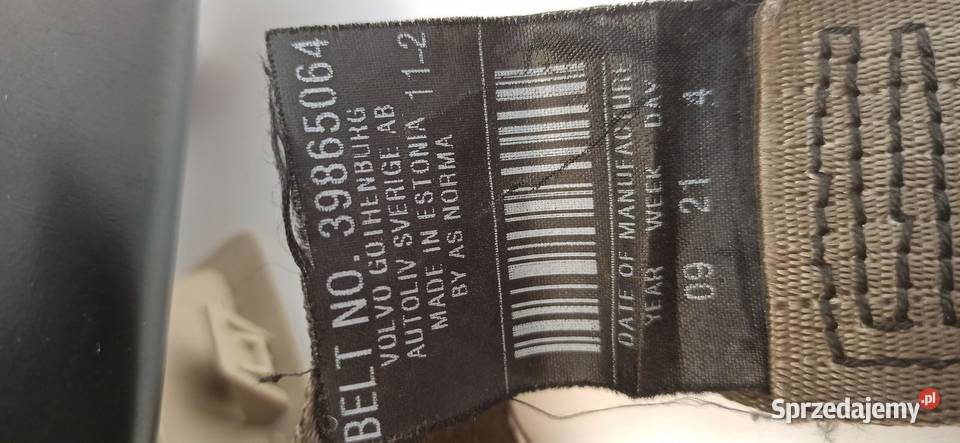 BELT NO. 39865064
VOLVO GOTHENBURG
AUTOLIV SVERIGE AB
MADE IN ESTONIA 11-2
BY AS NORMA
DATE OF MANUFACTURE
YEAR WEEK DAY
09 21 4
Sprzedajemy.pl